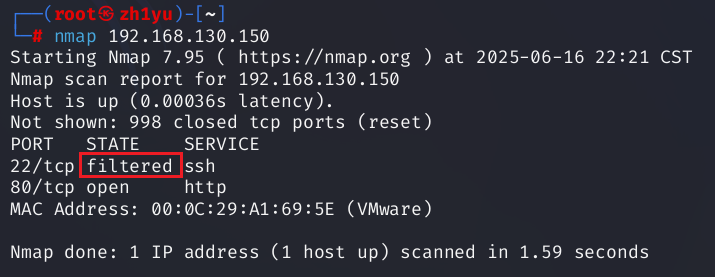 ┌──(root㉿zh1yu)-[~]
└─# nmap 192.168.130.150
Starting Nmap 7.95 ( https://nmap.org ) at 2025-06-16 22:21 CST
Nmap scan report for 192.168.130.150
Host is up (0.00036s latency).
Not shown: 998 closed tcp ports (reset)
PORT   STATE    SERVICE
22/tcp filtered ssh
80/tcp open     http
MAC Address: 00:0C:29:A1:69:5E (VMware)
Nmap done: 1 IP address (1 host up) scanned in 1.59 seconds